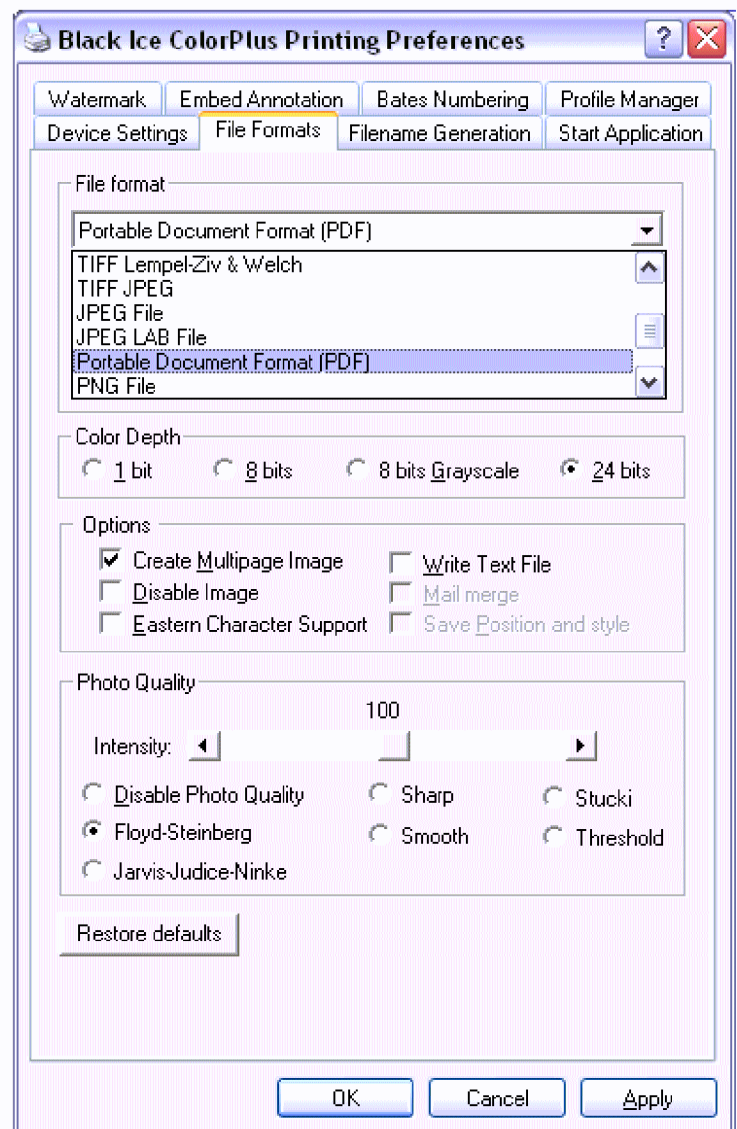 Black Ice ColorPlus Printing Preferences
Watermark Embed Annotation Bates Numbering Profile Manager
Device Settings File Formats Filename Generation Start Application
File format
Portable Document Format (PDF)
TIFF Lempel-Ziv & Welch
TIFF JPEG
JPEG File
JPEG LAB File
Portable Document Format (PDF)
PNG File
Color Depth
1 bit 8 bits 8 bits Grayscale 24 bits
Options
Create Multipage Image Write Text File
Disable Image Mail merge
Eastern Character Support Save Position and style
Photo Quality
100
Intensity:
Disable Photo Quality Sharp Stucki
Floyd-Steinberg Smooth Threshold
Jarvis-Judice-Ninke
Restore defaults
OK Cancel Apply